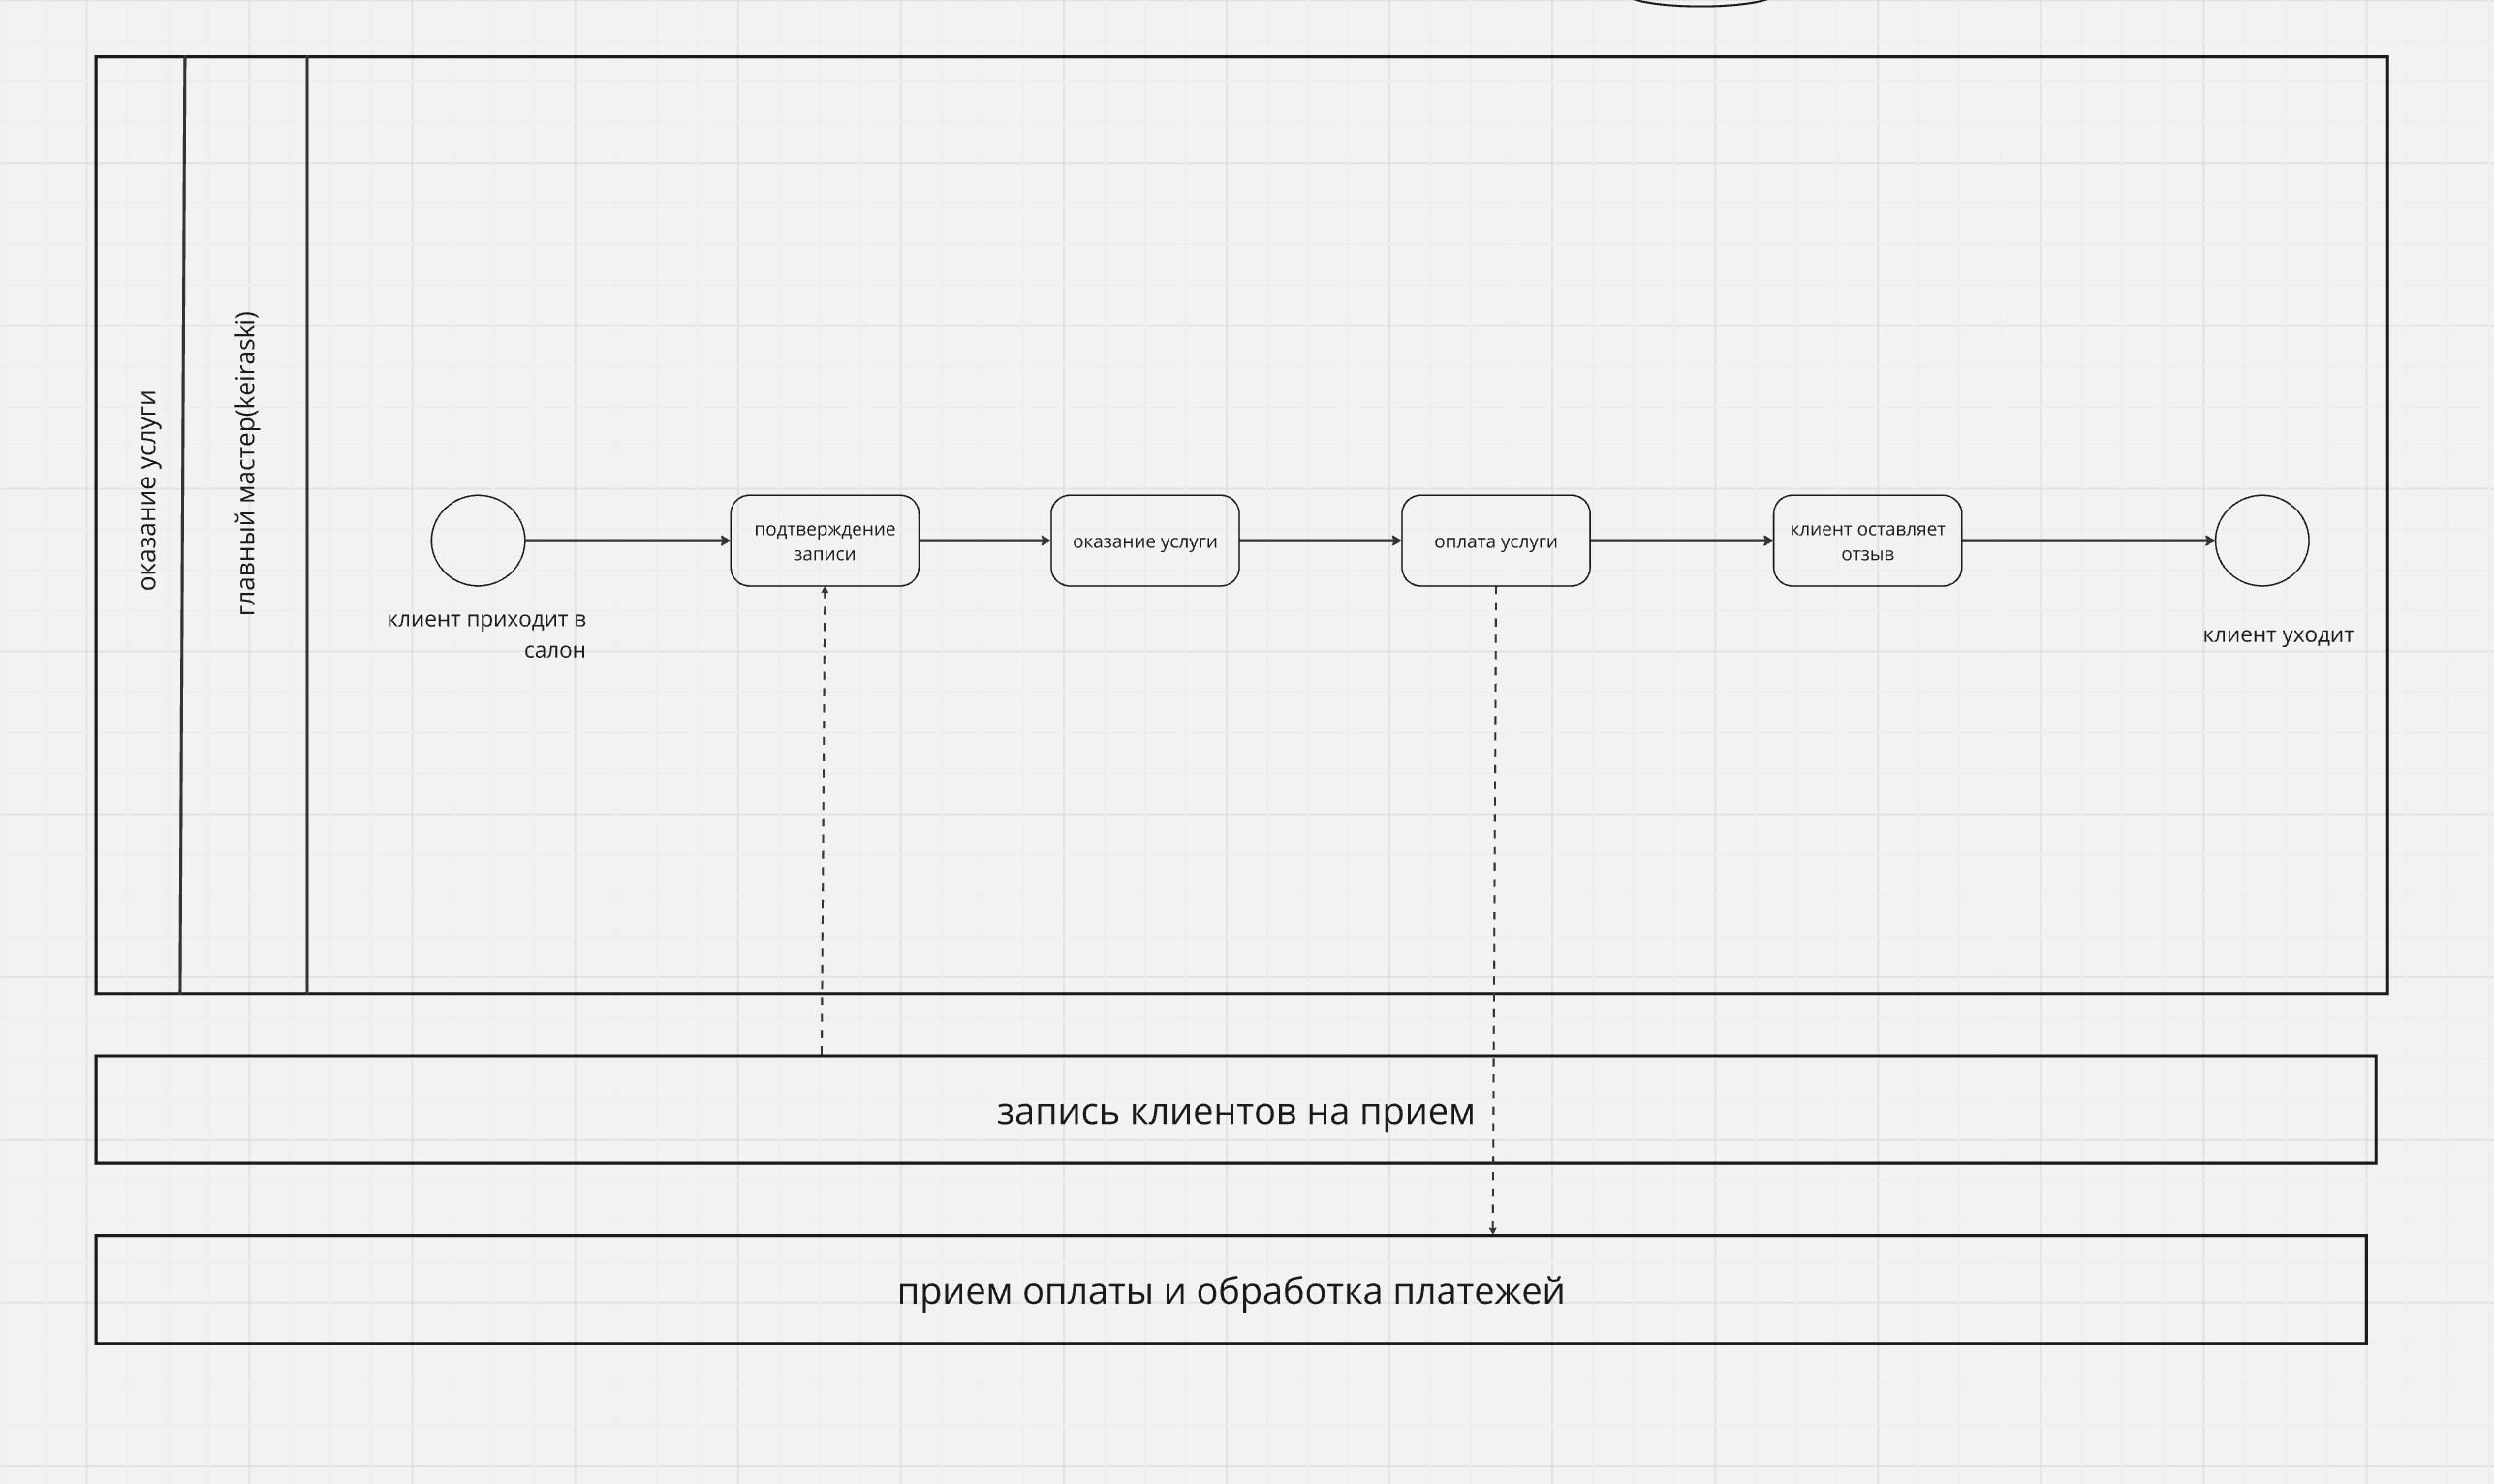 оказание услуги
главный мастер(keiraski)
клиент приходит в
салон
подтверждение
записи
оказание услуги
оплата услуги
клиент оставляет
отзыв
клиент уходит
запись клиентов на прием
прием оплаты и обработка платежей